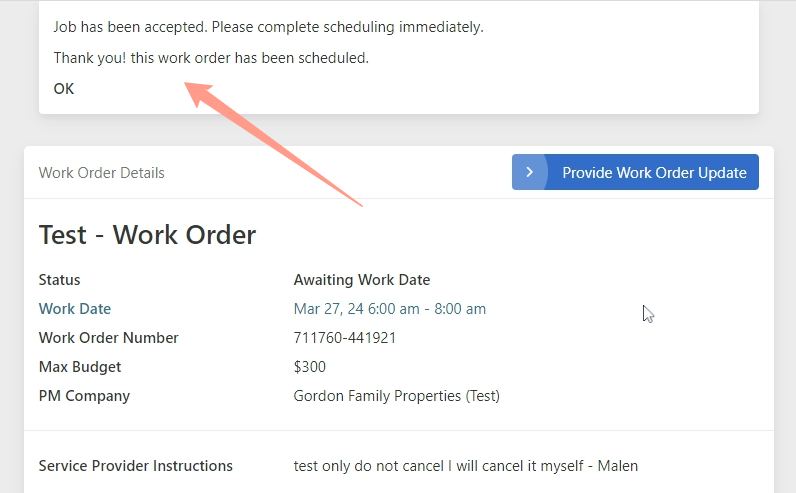 Job has been accepted. Please complete scheduling immediately.
Thank you! this work order has been scheduled.
OK
Work Order Details
Provide Work Order Update
Test - Work Order
Status Awaiting Work Date
Work Date Mar 27, 24 6:00 am - 8:00 am
Work Order Number 711760-441921
Max Budget $300
PM Company Gordon Family Properties (Test)
Service Provider Instructions test only do not cancel I will cancel it myself - Malen